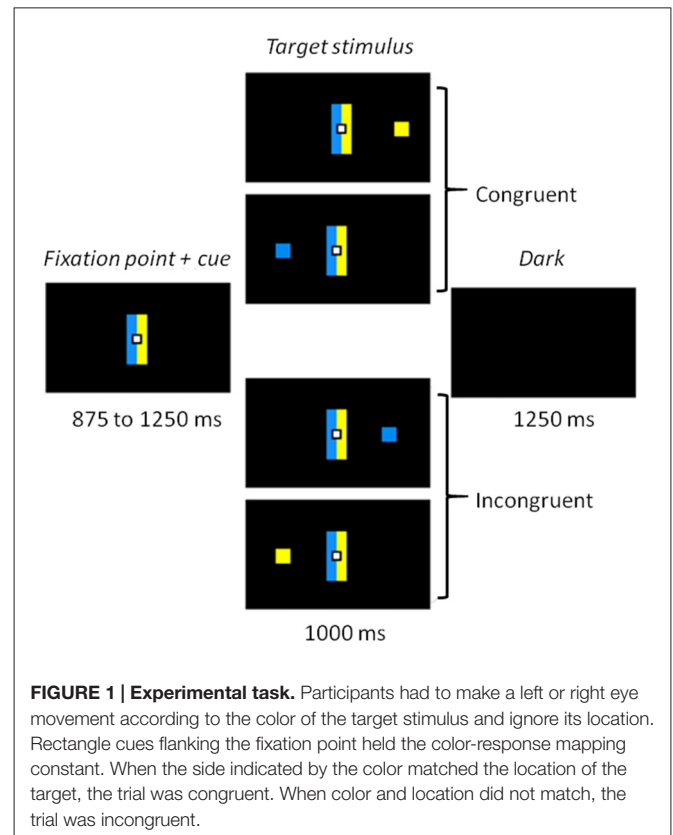 Target stimulus
Congruent
Fixation point + cue
Dark
875 to 1250 ms
1250 ms
Incongruent
1000 ms
FIGURE 1 | Experimental task. Participants had to make a left or right eye
movement according to the color of the target stimulus and ignore its location.
Rectangle cues flanking the fixation point held the color-response mapping
constant. When the side indicated by the color matched the location of the
target, the trial was congruent. When color and location did not match, the
trial was incongruent.